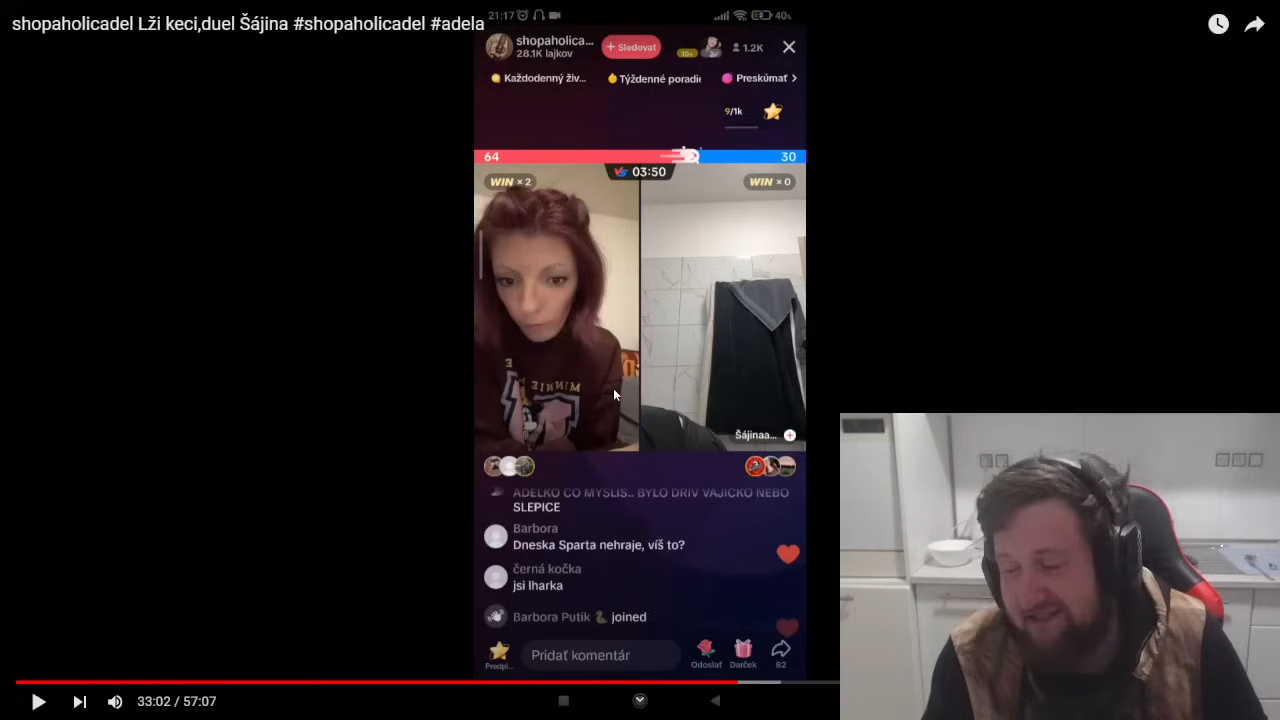 shopaholicadel Lži keci,duel Šájina #shopaholicadel #adela
21:17
40%
shopaholica...
28.1K lajkov
+ Sledovať
1.2K
Každodenný živ...
Týždenné poradie
Preskúmať
9/1k
64
30
03:50
WIN × 2
WIN × 0
Šájinaa...
ADELKO CO MYSLIS.. BYLO DRIV VAJICKO NEBO
SLEPICE
Barbora
Dneska Sparta nehraje, víš to?
černá kočka
jsi lharka
Barbora Putik 🐍 joined
Predpl...
Pridať komentár
Odoslať
Darček
82
33:02 / 57:07